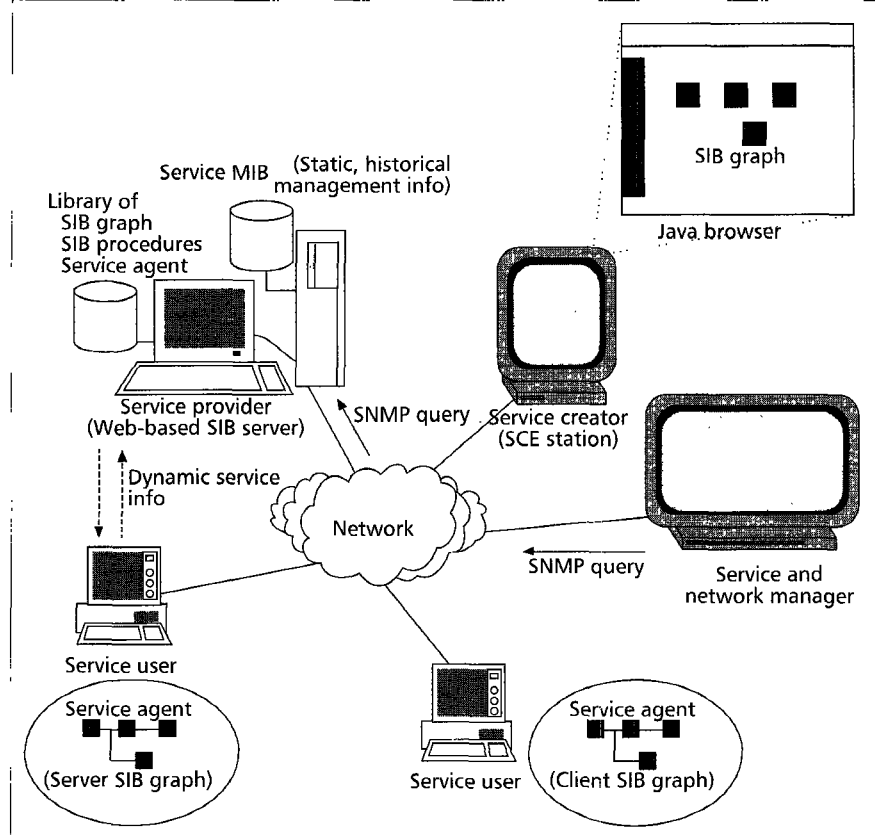 SIB graph
Java browser
Service MIB
(Static, historical
management info)
Library of
SIB graph
SIB procedures
Service agent
Service provider
(Web-based SIB server)
SNMP query
Service creator
(SCE station)
Dynamic service
info
Network
SNMP query
Service and
network manager
Service user
Service agent
(Server SIB graph)
Service user
Service agent
(Client SIB graph)